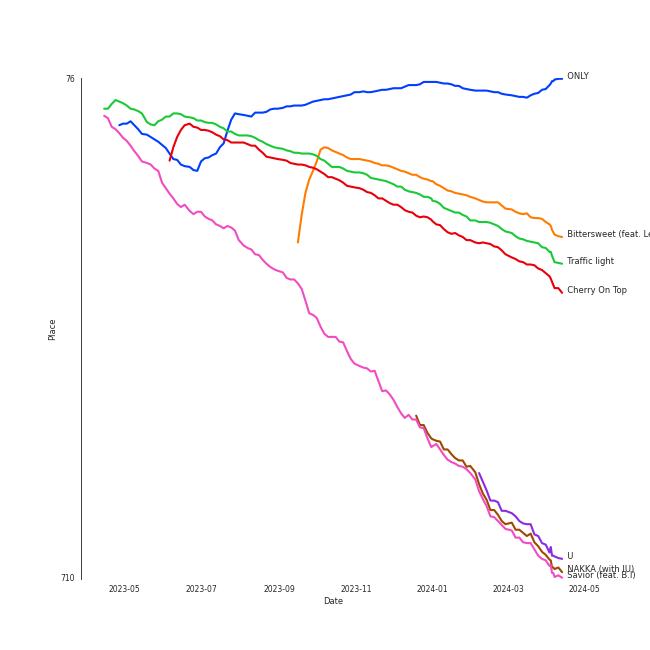 76
ONLY
Bittersweet (feat. Le
Traffic light
Cherry On Top
Place
U
NAKKA (with IU)
Savior (feat. B.I)
710
2023-05 2023-07 2023-09 2023-11 2024-01 2024-03 2024-05
Date